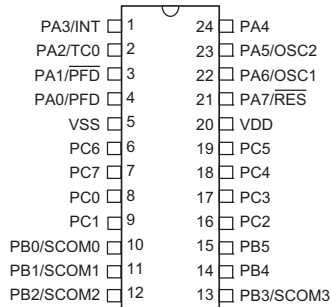 PA3/INT 1 24 PA4
PA2/TC0 2 23 PA5/OSC2
PA1/P̅F̅D̅ 3 22 PA6/OSC1
PA0/PFD 4 21 PA7/R̅E̅S̅
VSS 5 20 VDD
PC6 6 19 PC5
PC7 7 18 PC4
PC0 8 17 PC3
PC1 9 16 PC2
PB0/SCOM0 10 15 PB5
PB1/SCOM1 11 14 PB4
PB2/SCOM2 12 13 PB3/SCOM3